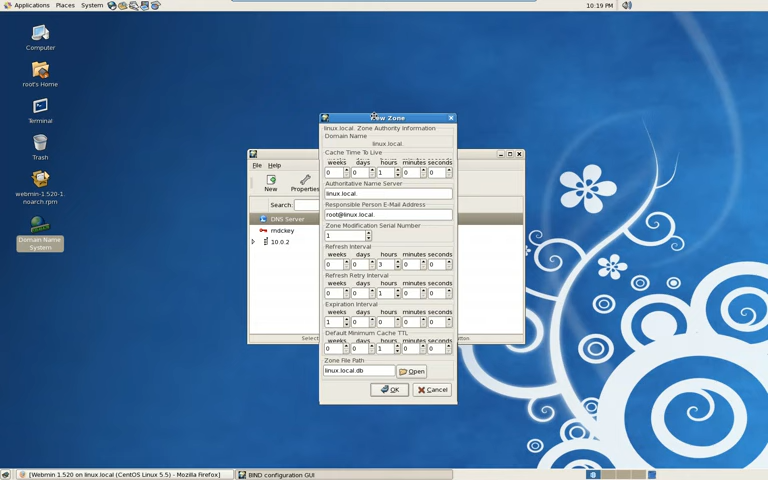 Applications Places System
10:19 PM
Computer
root's Home
Terminal
Trash
webmin-1.520-1.
noarch.rpm
Domain Name
System
File Help
New Properties
Search:
DNS Server
rndckey
10.0.2
New Zone
linux.local. Zone Authority Information
Domain Name
linux.local.
Cache Time To Live
weeks days hours minutes seconds
0 0 1 0 0
Authoritative Name Server
linux.local.
Responsible Person E-Mail Address
root@linux.local.
Zone Modification Serial Number
1
Refresh Interval
weeks days hours minutes seconds
0 0 3 0 0
Refresh Retry Interval
weeks days hours minutes seconds
0 0 1 0 0
Expiration Interval
weeks days hours minutes seconds
1 0 0 0 0
Default Minimum Cache TTL
weeks days hours minutes seconds
0 0 1 0 0
Zone File Path
linux.local.db
Open
OK Cancel
[Webmin 1.520 on linux.local (CentOS Linux 5.5) - Mozilla Firefox]
BIND configuration GUI